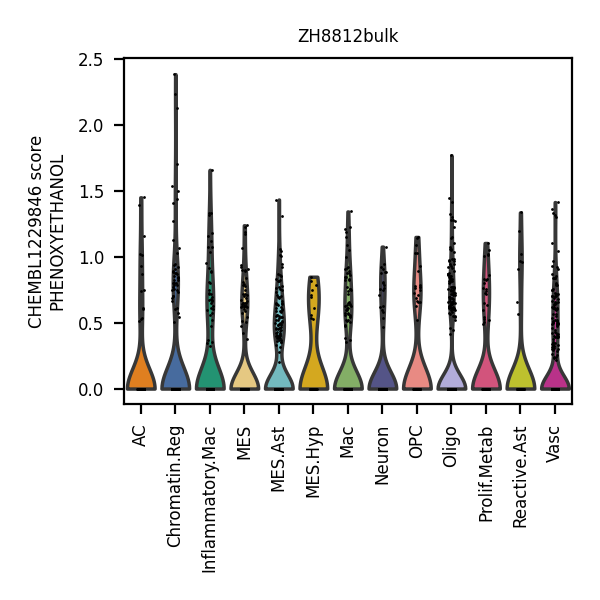 ZH8812bulk
CHEMBL1229846 score
PHENOXYETHANOL
2.5
2.0
1.5
1.0
0.5
0.0
AC
Chromatin.Reg
Inflammatory.Mac
MES
MES.Ast
MES.Hyp
Mac
Neuron
OPC
Oligo
Prolif.Metab
Reactive.Ast
Vasc